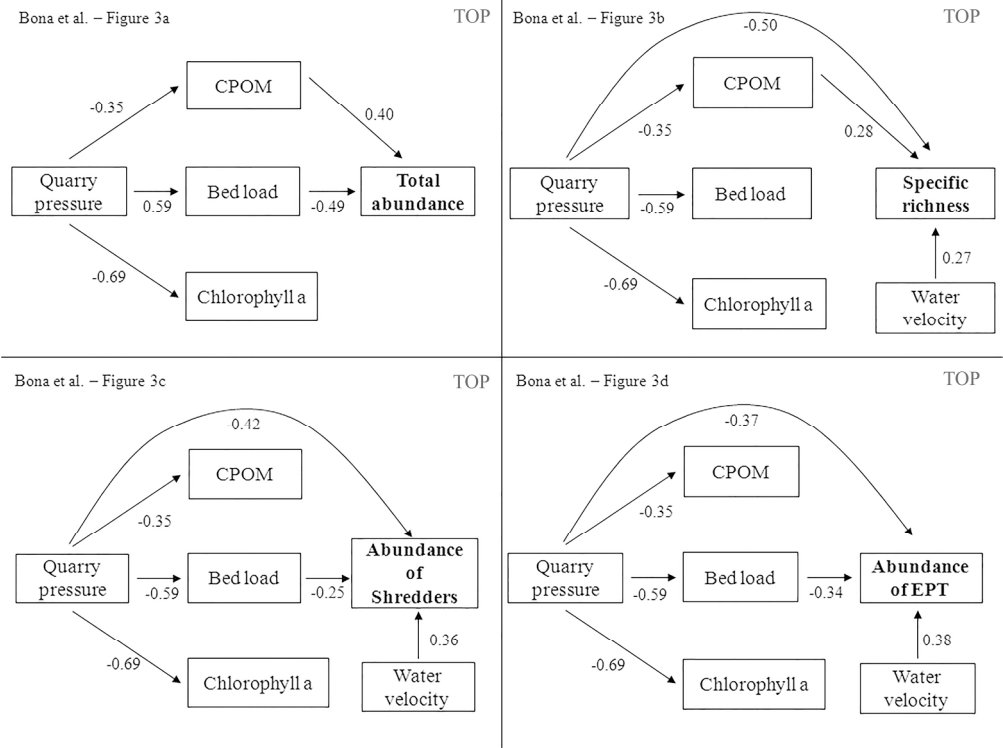 Bona et al. – Figure 3a
TOP
CPOM
-0.35
0.40
Quarry
pressure
0.59
Bed load
-0.49
Total
abundance
-0.69
Chlorophyll a
Bona et al. – Figure 3b
TOP
-0.50
CPOM
-0.35
0.28
Quarry
pressure
-0.59
Bed load
Specific
richness
0.27
-0.69
Chlorophyll a
Water
velocity
Bona et al. – Figure 3c
TOP
0.42
CPOM
-0.35
Quarry
pressure
-0.59
Bed load
-0.25
Abundance
of
Shredders
0.36
-0.69
Chlorophyll a
Water
velocity
Bona et al. – Figure 3d
TOP
-0.37
CPOM
-0.35
Quarry
pressure
-0.59
Bed load
-0.34
Abundance
of EPT
0.38
-0.69
Chlorophyll a
Water
velocity